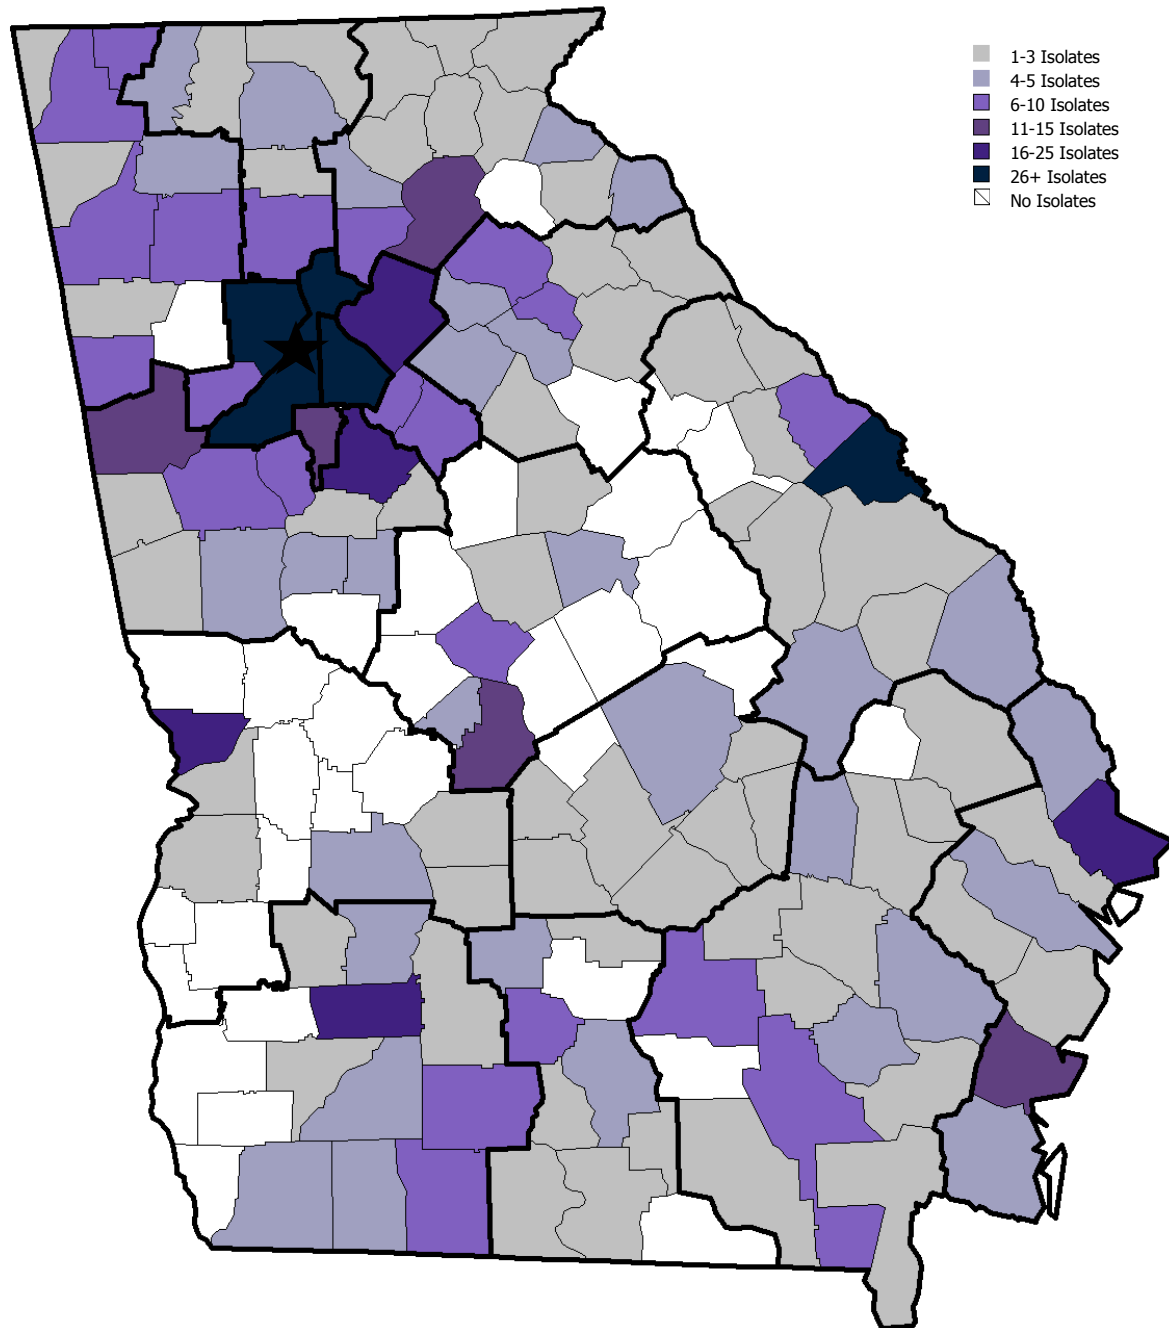 1-3 Isolates
4-5 Isolates
6-10 Isolates
11-15 Isolates
16-25 Isolates
26+ Isolates
No Isolates